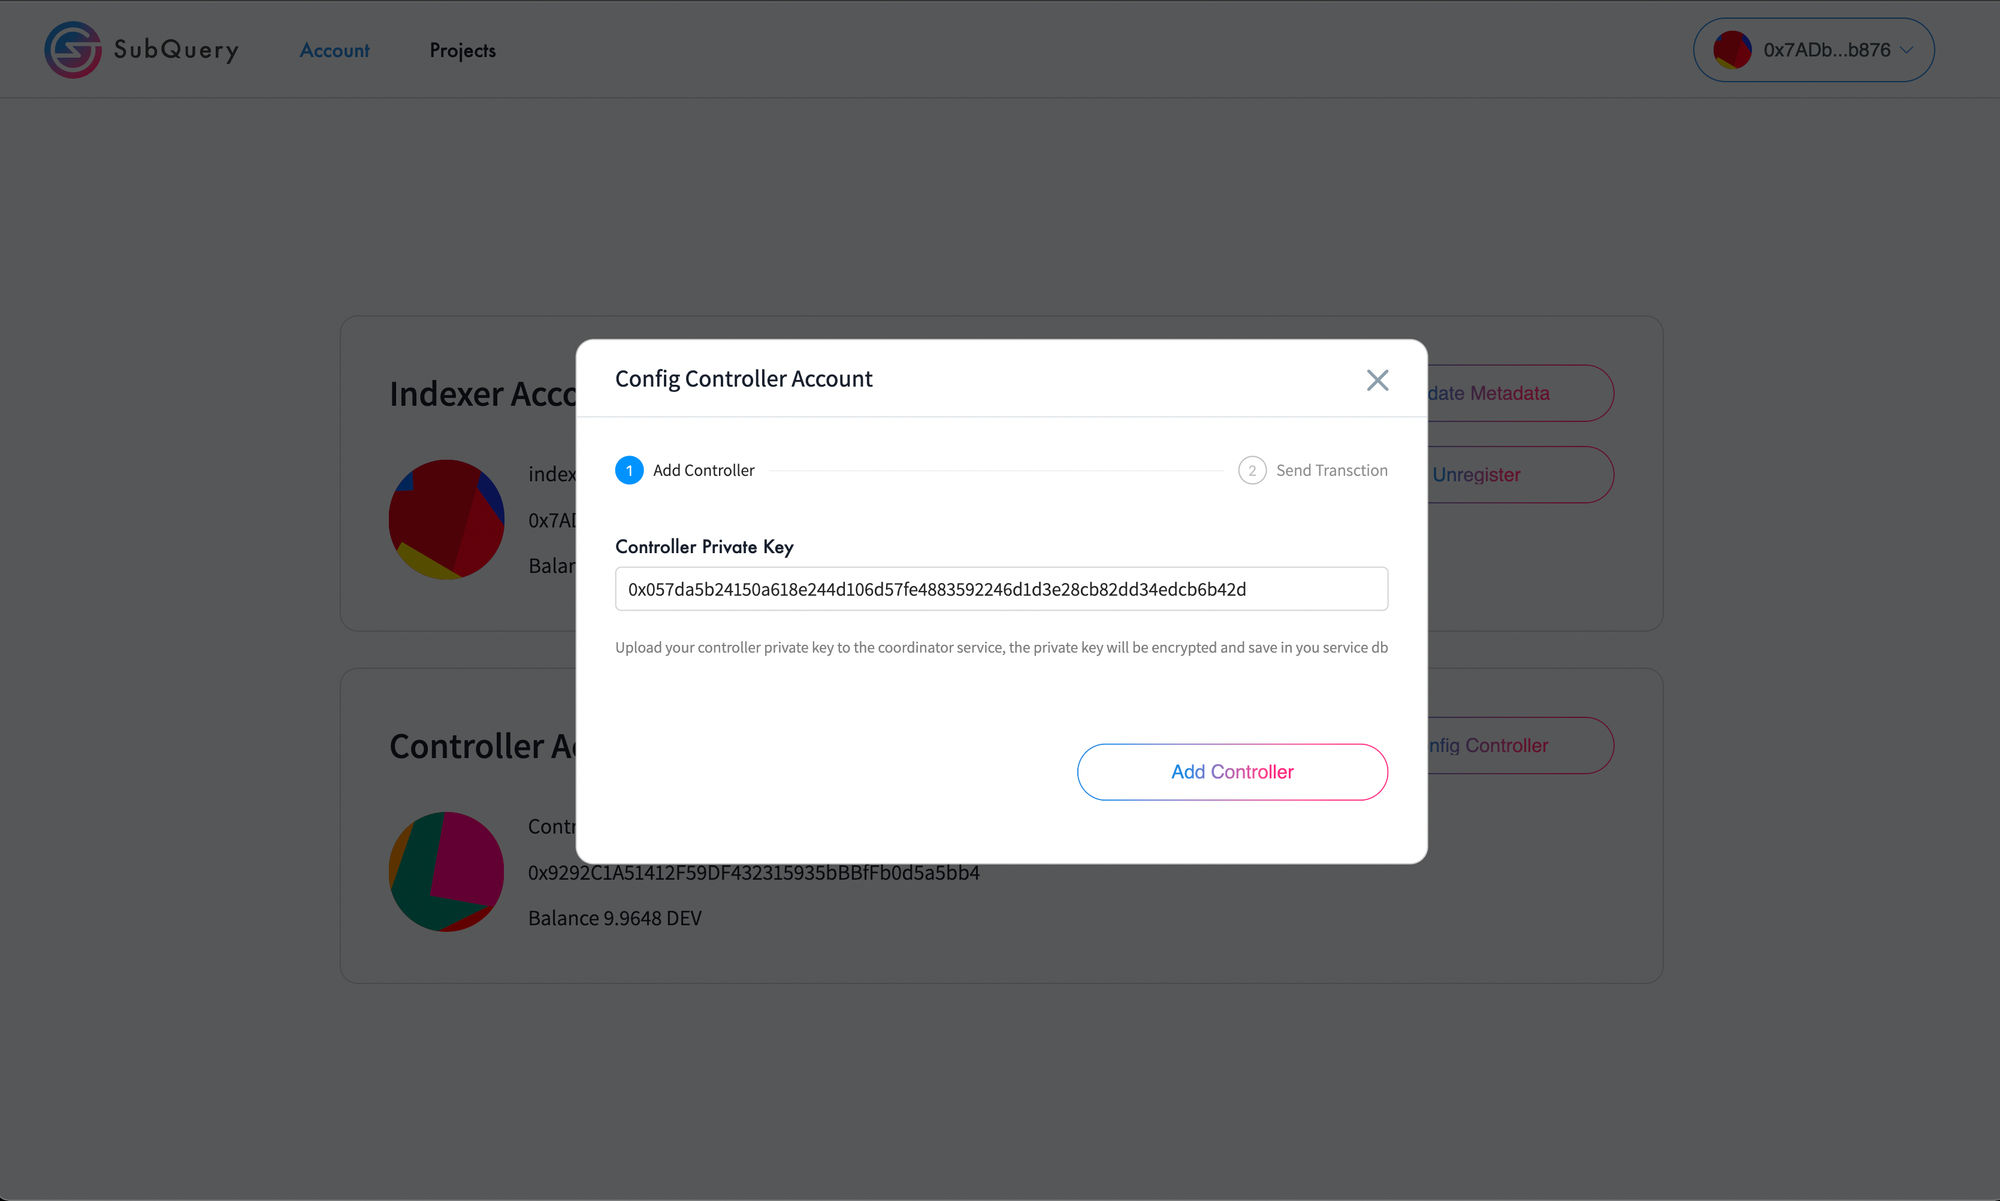 SubQuery
Account
Projects
0x7ADb...b876
Indexer Acco
date Metadata
index
Unregister
0x7AD
Balan
Config Controller Account
1 Add Controller
2 Send Transction
Controller Private Key
0x057da5b24150a618e244d106d57fe4883592246d1d3e28cb82dd34edcb6b42d
Upload your controller private key to the coordinator service, the private key will be encrypted and save in you service db
Add Controller
Controller A
nfig Controller
Contr
0x9292C1A51412F59DF432315935bBBfFb0d5a5bb4
Balance 9.9648 DEV